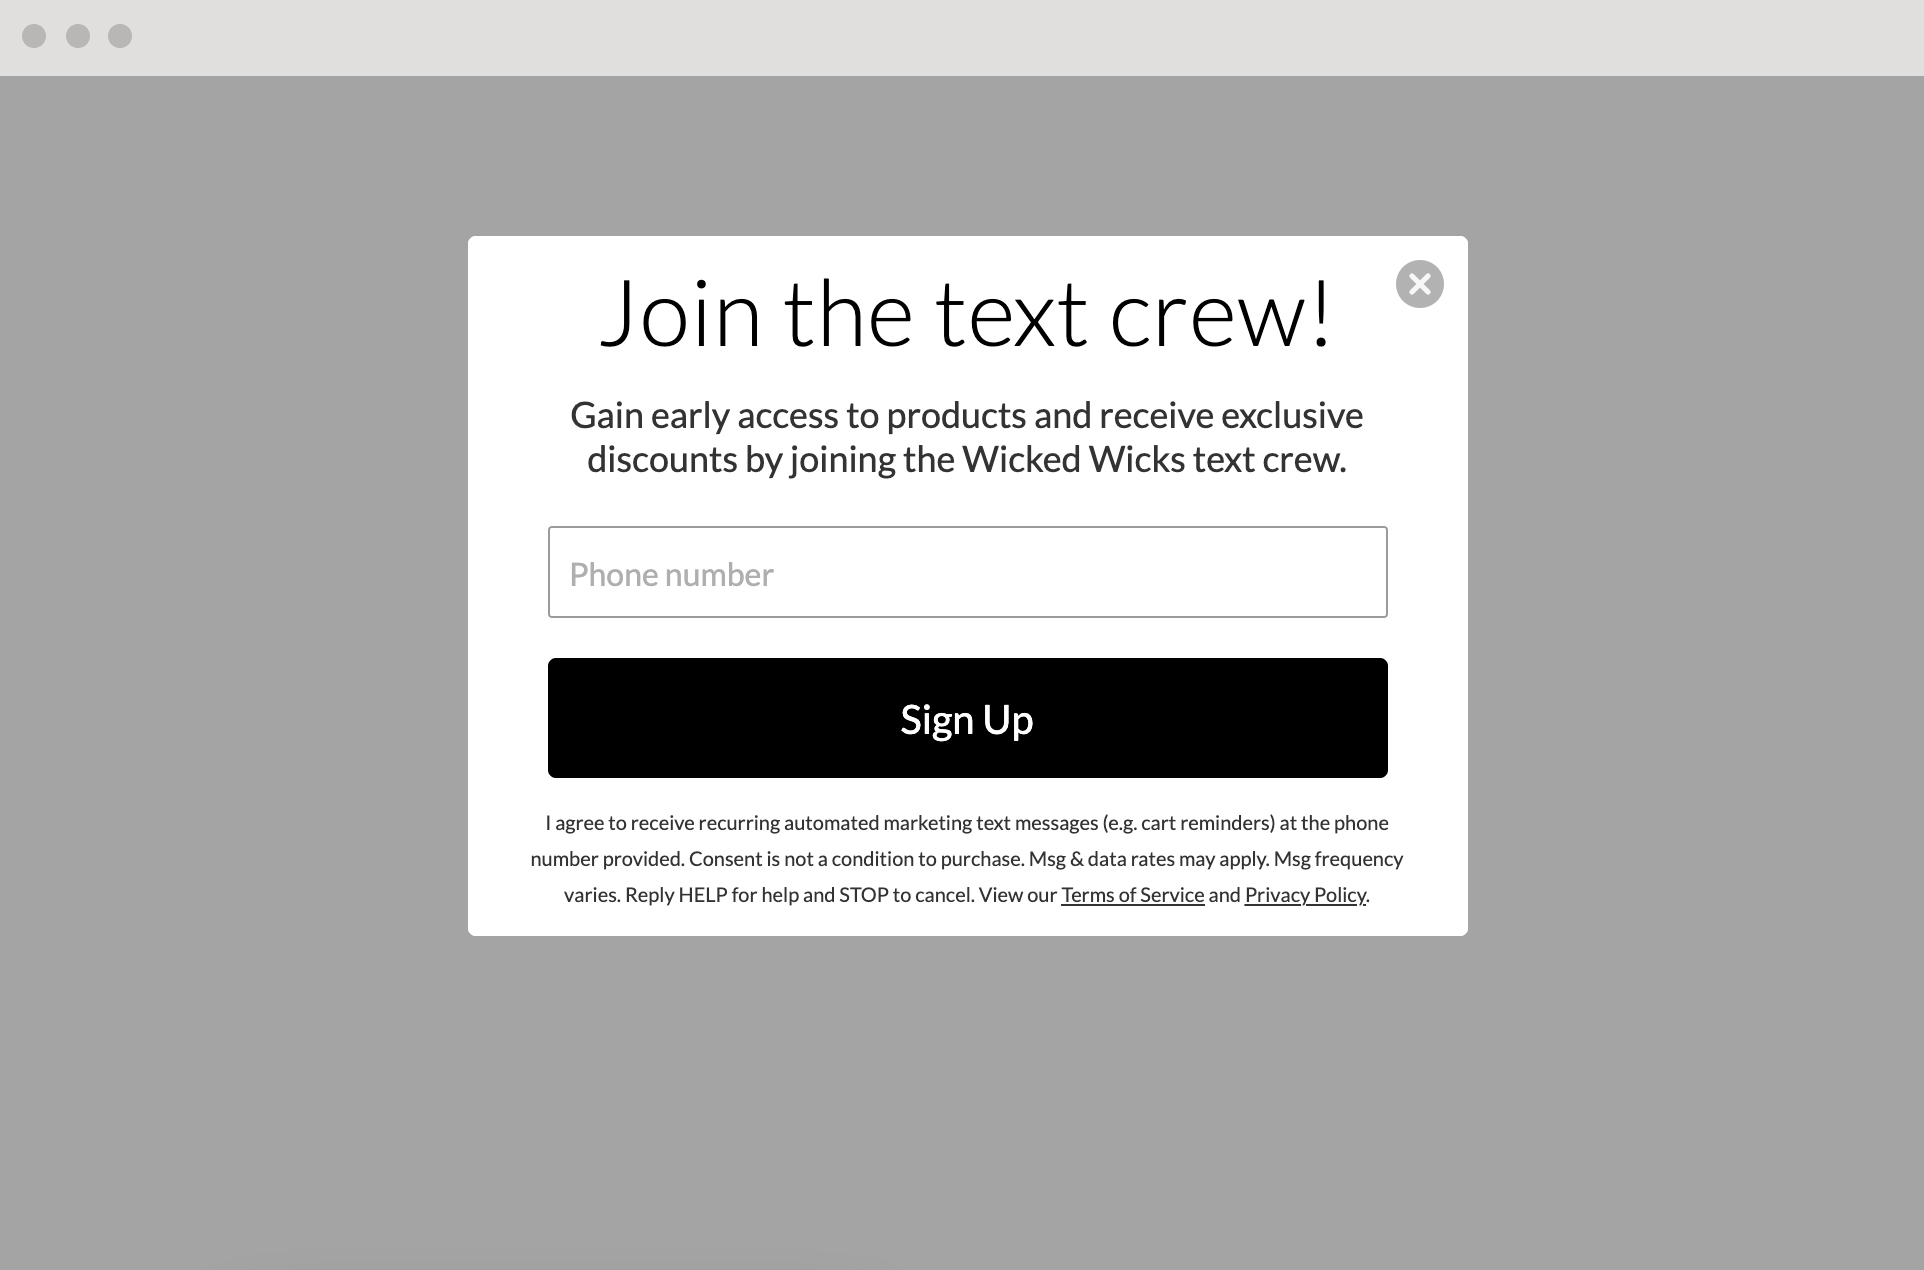 Join the text crew!
Gain early access to products and receive exclusive
discounts by joining the Wicked Wicks text crew.
Phone number
Sign Up
I agree to receive recurring automated marketing text messages (e.g. cart reminders) at the phone
number provided. Consent is not a condition to purchase. Msg & data rates may apply. Msg frequency
varies. Reply HELP for help and STOP to cancel. View our Terms of Service and Privacy Policy.